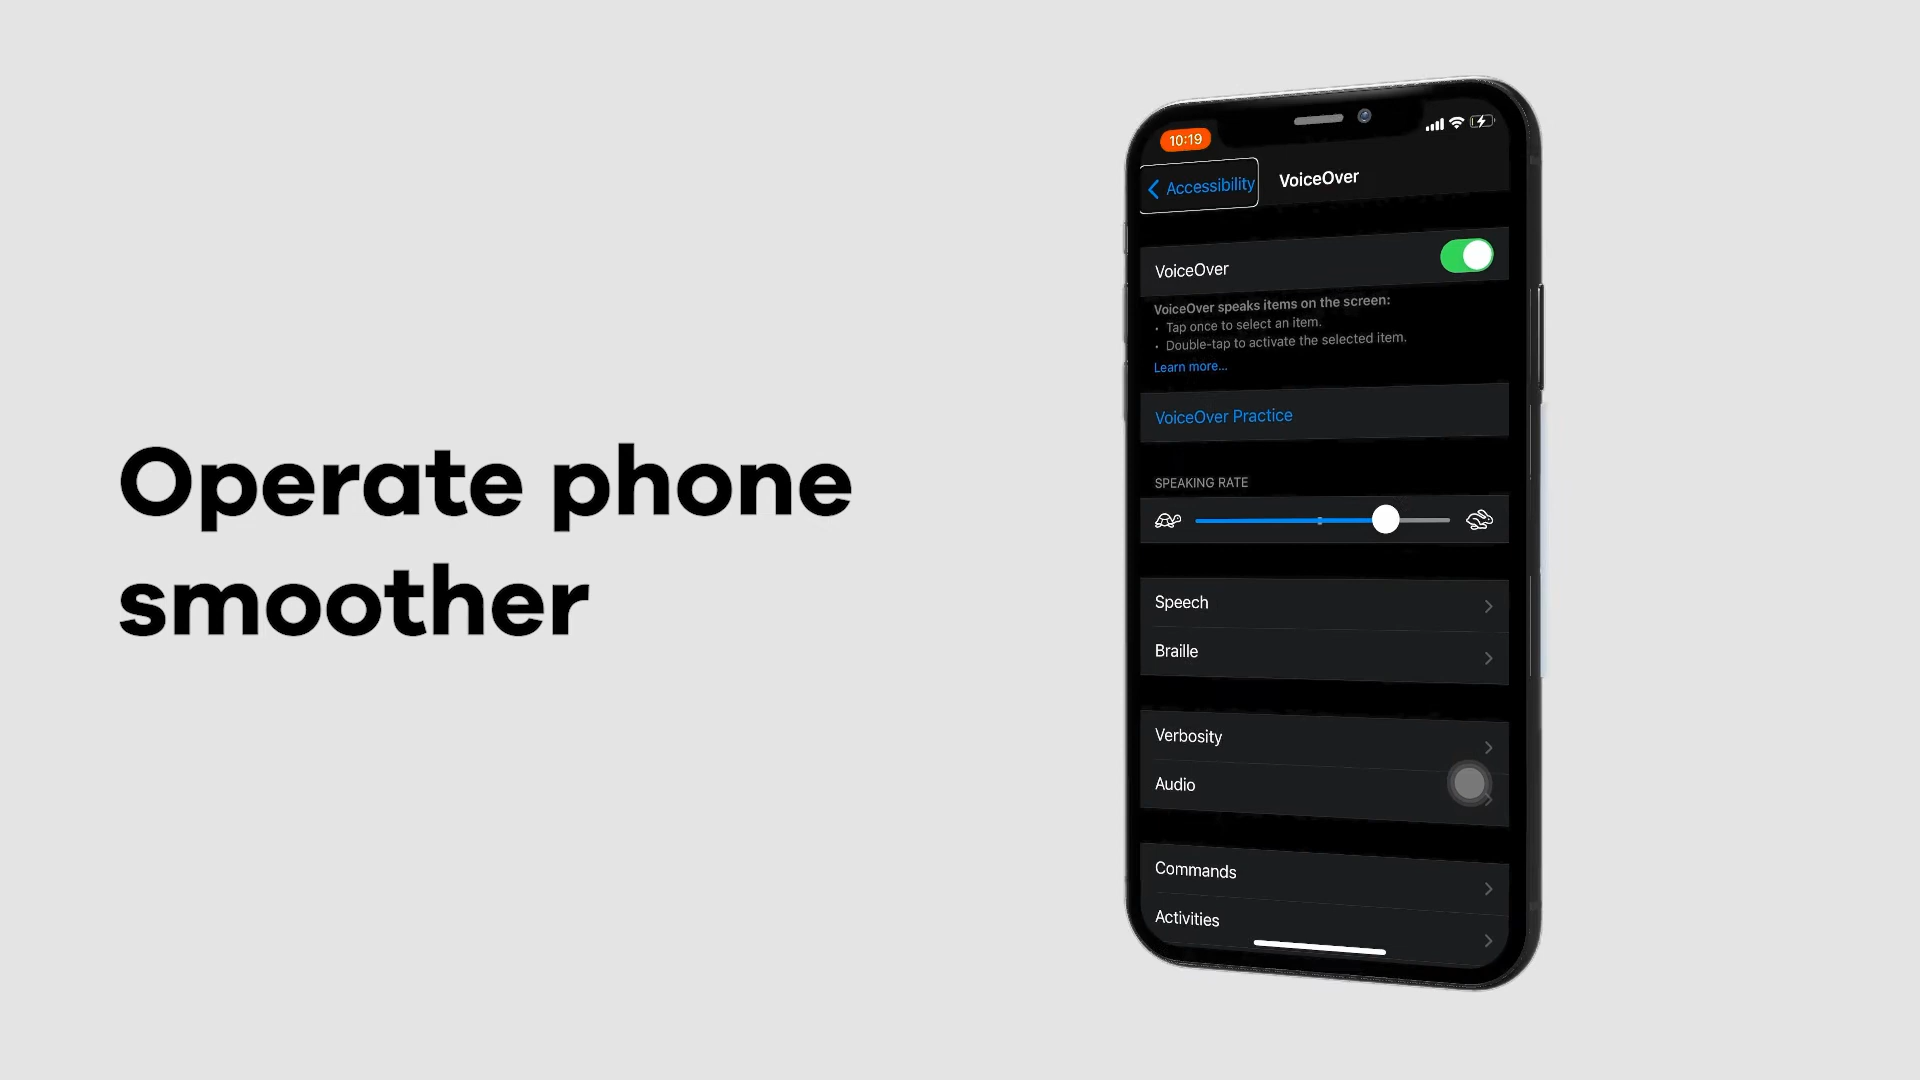 Operate phone
smoother
10:19
Accessibility
VoiceOver
VoiceOver
VoiceOver speaks items on the screen:
• Tap once to select an item.
• Double-tap to activate the selected item.
Learn more...
VoiceOver Practice
SPEAKING RATE
Speech
Braille
Verbosity
Audio
Commands
Activities